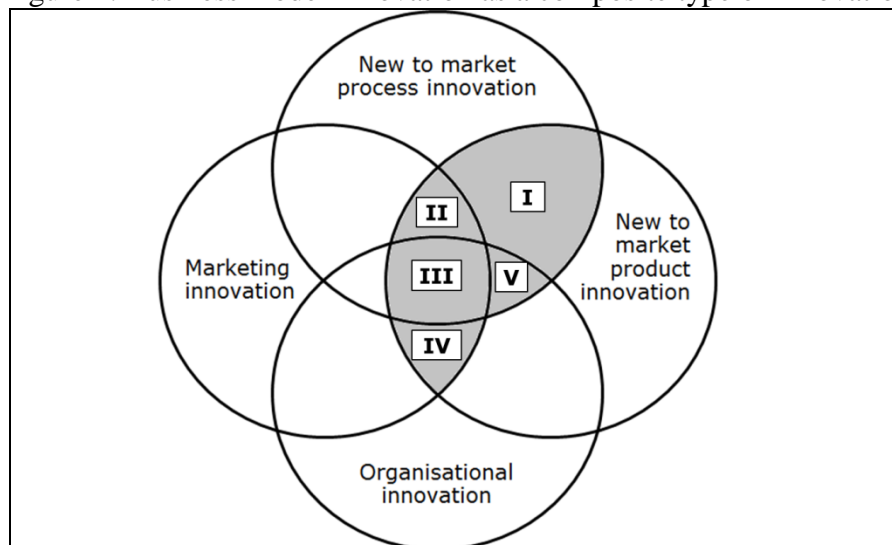 New to market
process innovation
I
II
New to
market
product
innovation
Marketing
innovation
III
V
IV
Organisational
innovation